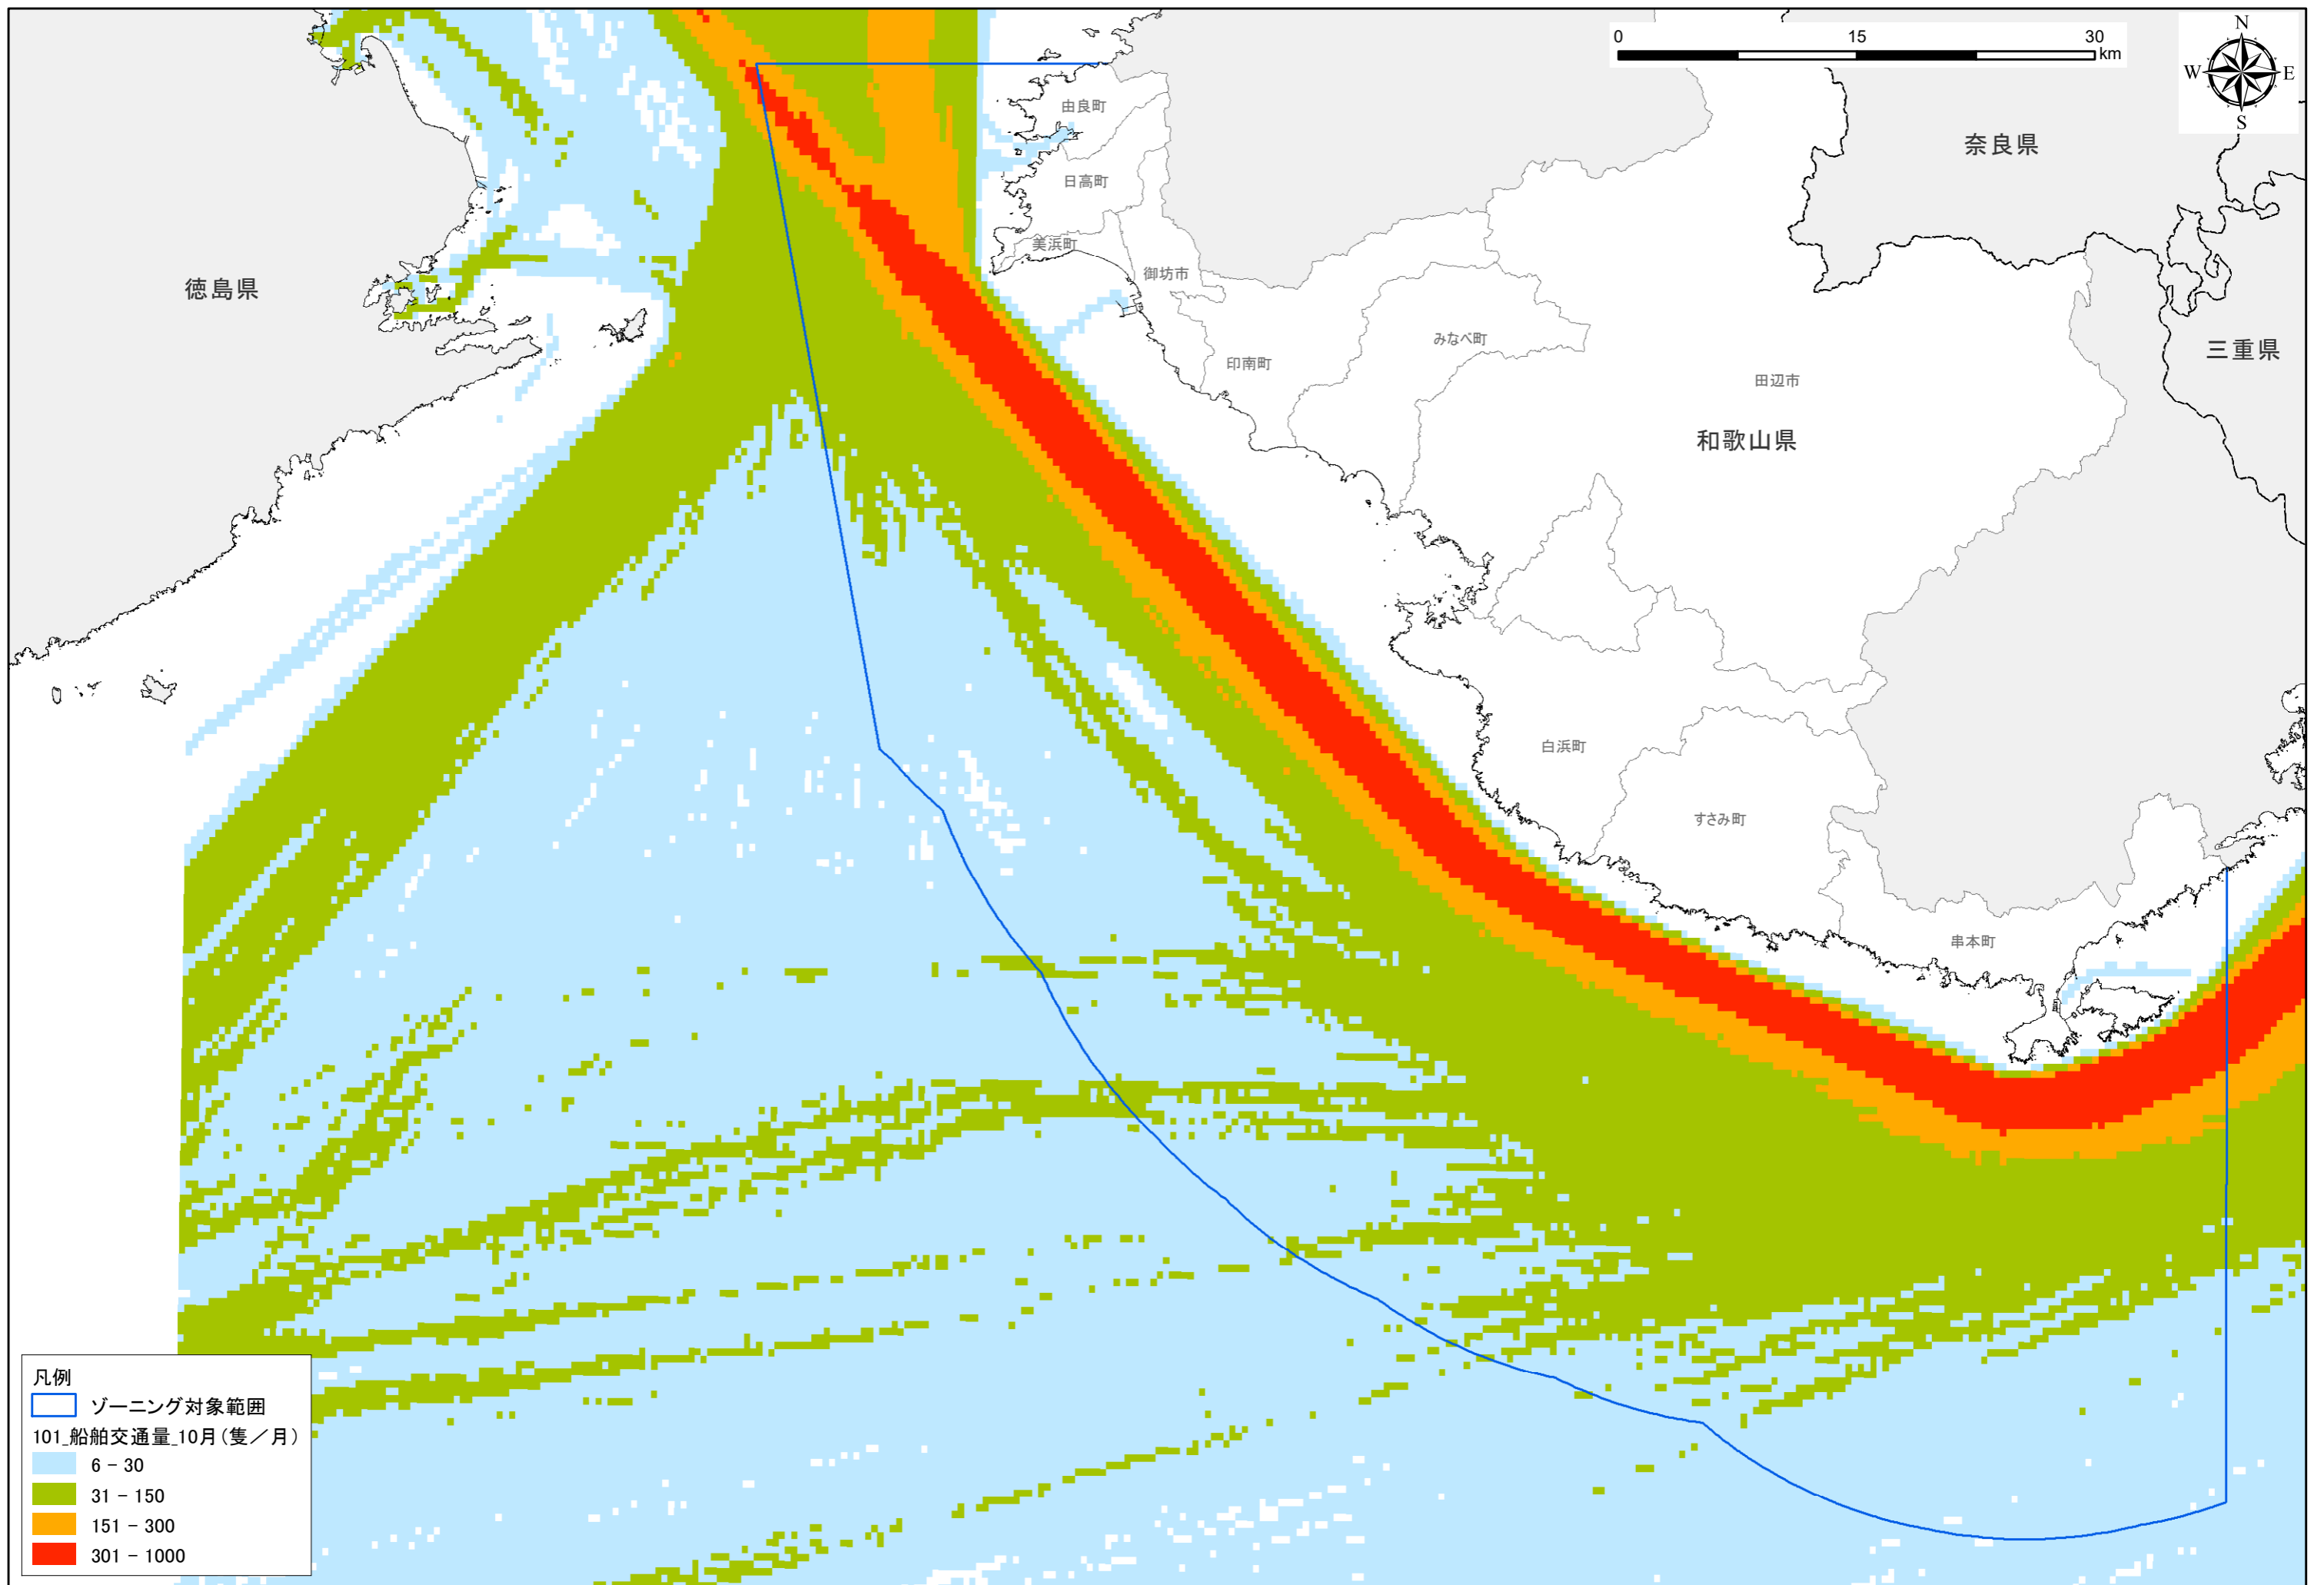 0 15 30
km
N
W E
S
由良町
奈良県
日高町
美浜町
御坊市
徳島県
みなべ町
三重県
印南町
田辺市
和歌山県
白浜町
すさみ町
串本町
凡例
ゾーニング対象範囲
101_船舶交通量_10月(隻／月)
6 － 30
31 － 150
151 － 300
301 － 1000